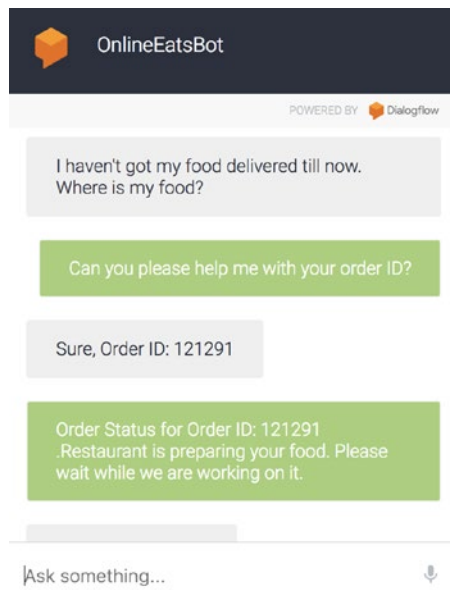 OnlineEatsBot
POWERED BY Dialogflow
I haven't got my food delivered till now.
Where is my food?
Can you please help me with your order ID?
Sure, Order ID: 121291
Order Status for Order ID: 121291
.Restaurant is preparing your food. Please
wait while we are working on it.
Ask something...